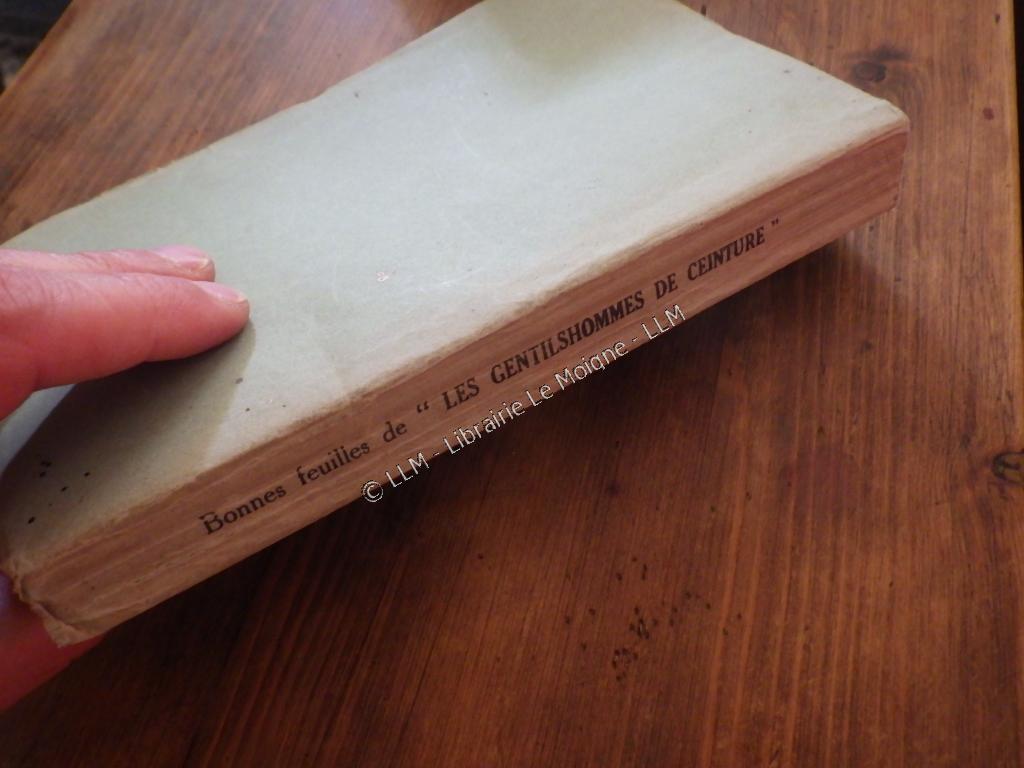 Bonnes feuilles de “ LES GENTILSHOMMES DE CEINTURE ”
© LLM - Librairie Le Moigne - LLM